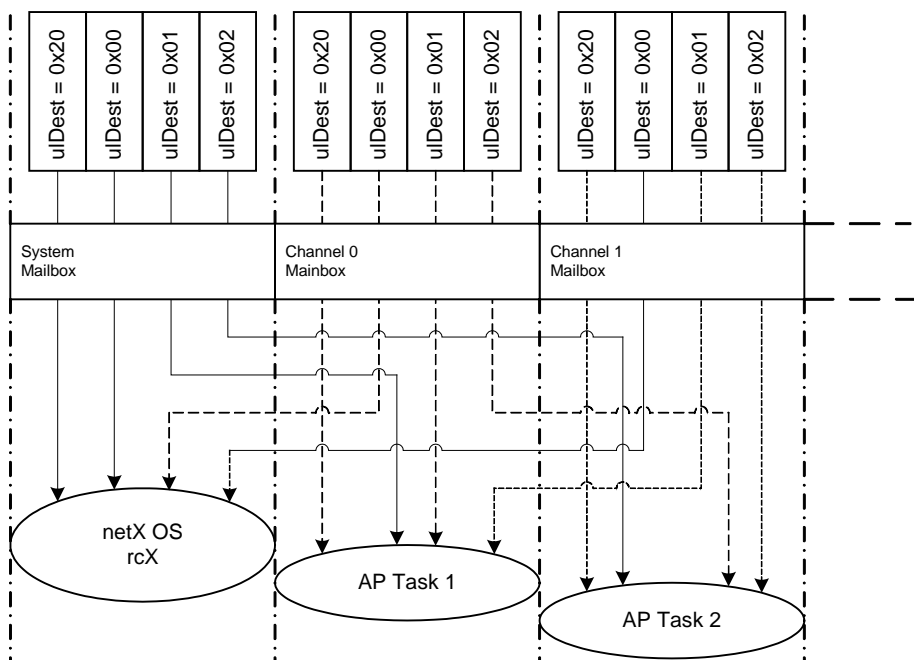 ulDest = 0x20
ulDest = 0x00
ulDest = 0x01
ulDest = 0x02
ulDest = 0x20
ulDest = 0x00
ulDest = 0x01
ulDest = 0x02
ulDest = 0x20
ulDest = 0x00
ulDest = 0x01
ulDest = 0x02
System
Mailbox
Channel 0
Mainbox
Channel 1
Mailbox
netX OS
rcX
AP Task 1
AP Task 2